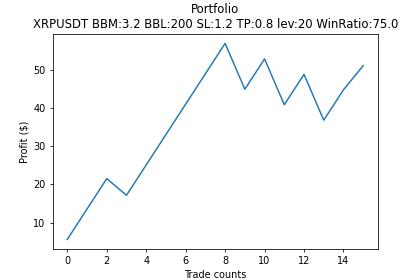 Portfolio
XRPUSDT BBM:3.2 BBL:200 SL:1.2 TP:0.8 lev:20 WinRatio:75.0
50
40
30
20
10
Profit ($)
0 2 4 6 8 10 12 14
Trade counts